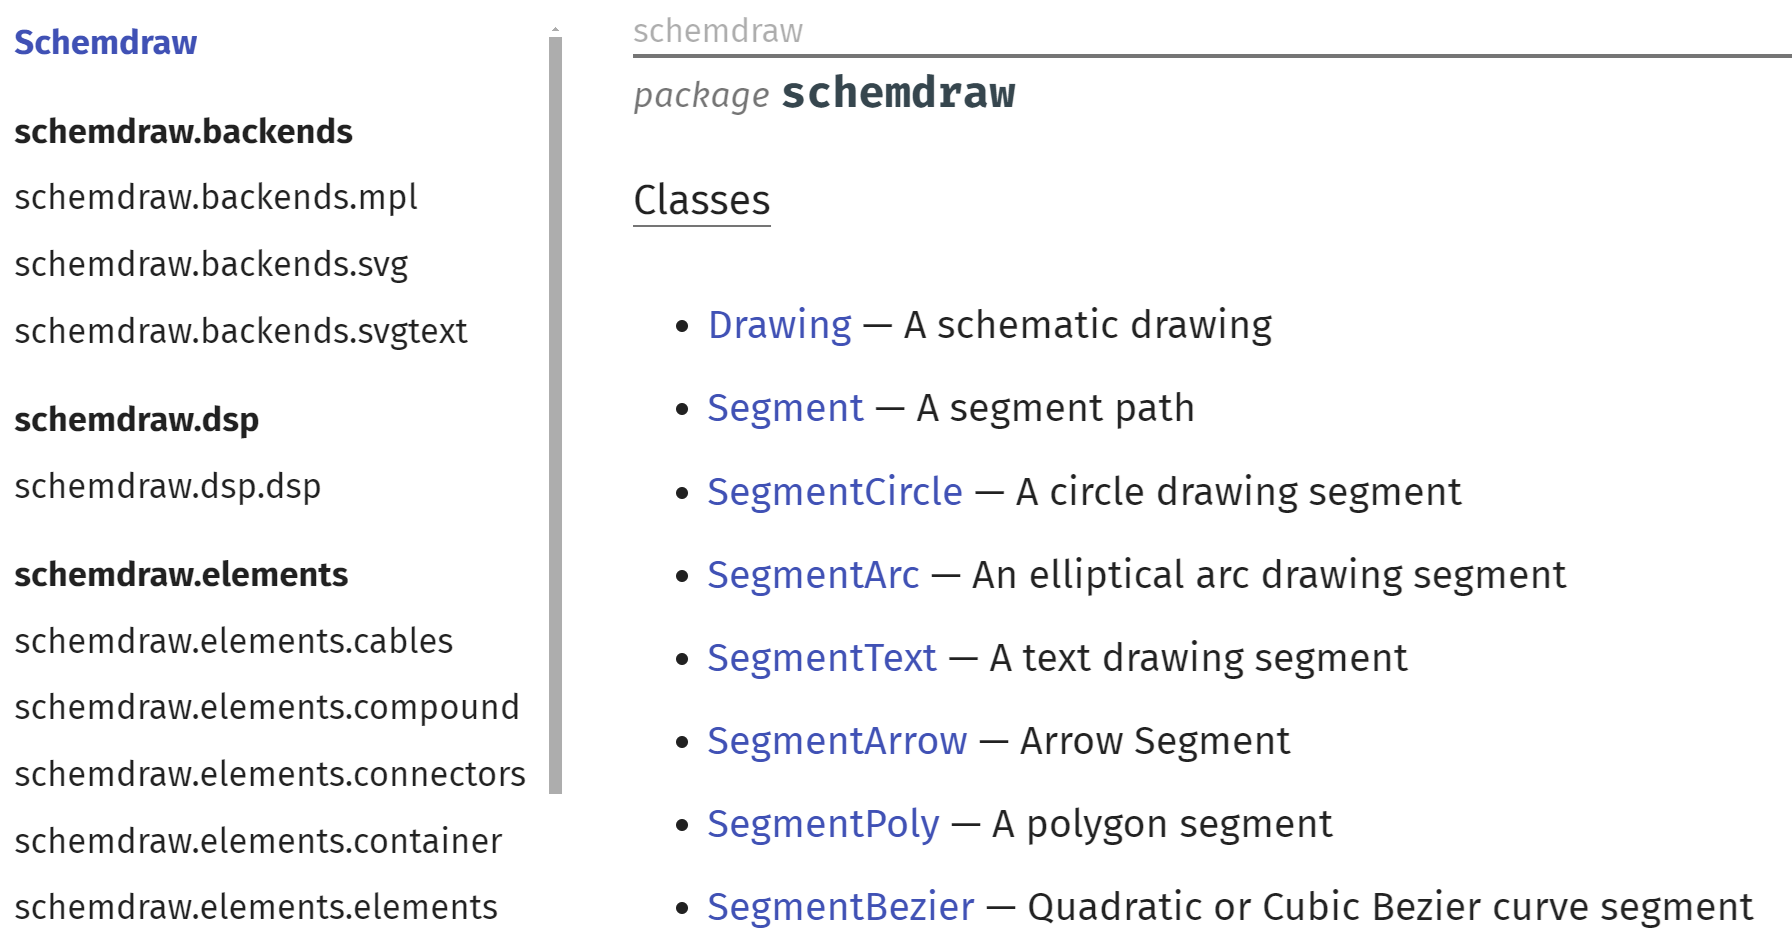 Schemdraw
schemdraw.backends
schemdraw.backends.mpl
schemdraw.backends.svg
schemdraw.backends.svgtext
schemdraw.dsp
schemdraw.dsp.dsp
schemdraw.elements
schemdraw.elements.cables
schemdraw.elements.compound
schemdraw.elements.connectors
schemdraw.elements.container
schemdraw.elements.elements
schemdraw
package schemdraw
Classes
• Drawing — A schematic drawing
• Segment — A segment path
• SegmentCircle — A circle drawing segment
• SegmentArc — An elliptical arc drawing segment
• SegmentText — A text drawing segment
• SegmentArrow — Arrow Segment
• SegmentPoly — A polygon segment
• SegmentBezier — Quadratic or Cubic Bezier curve segment